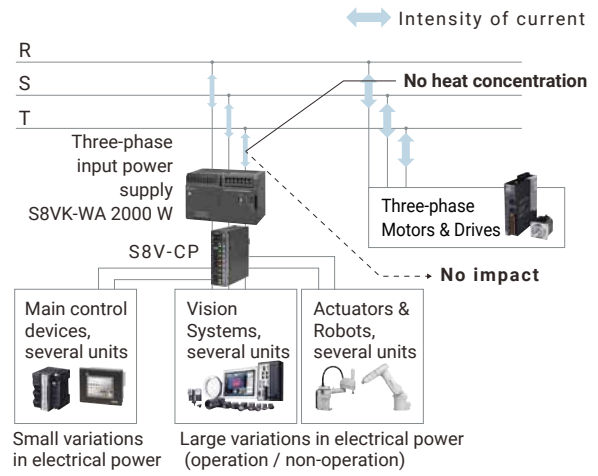 Intensity of current
R
S
T
No heat concentration
Three-phase
input power
supply
S8VK-WA 2000 W
Three-phase
Motors & Drives
S8V-CP
No impact
Main control
devices,
several units
Vision
Systems,
several units
Actuators &
Robots,
several units
Small variations
in electrical power
Large variations in electrical power
(operation / non-operation)